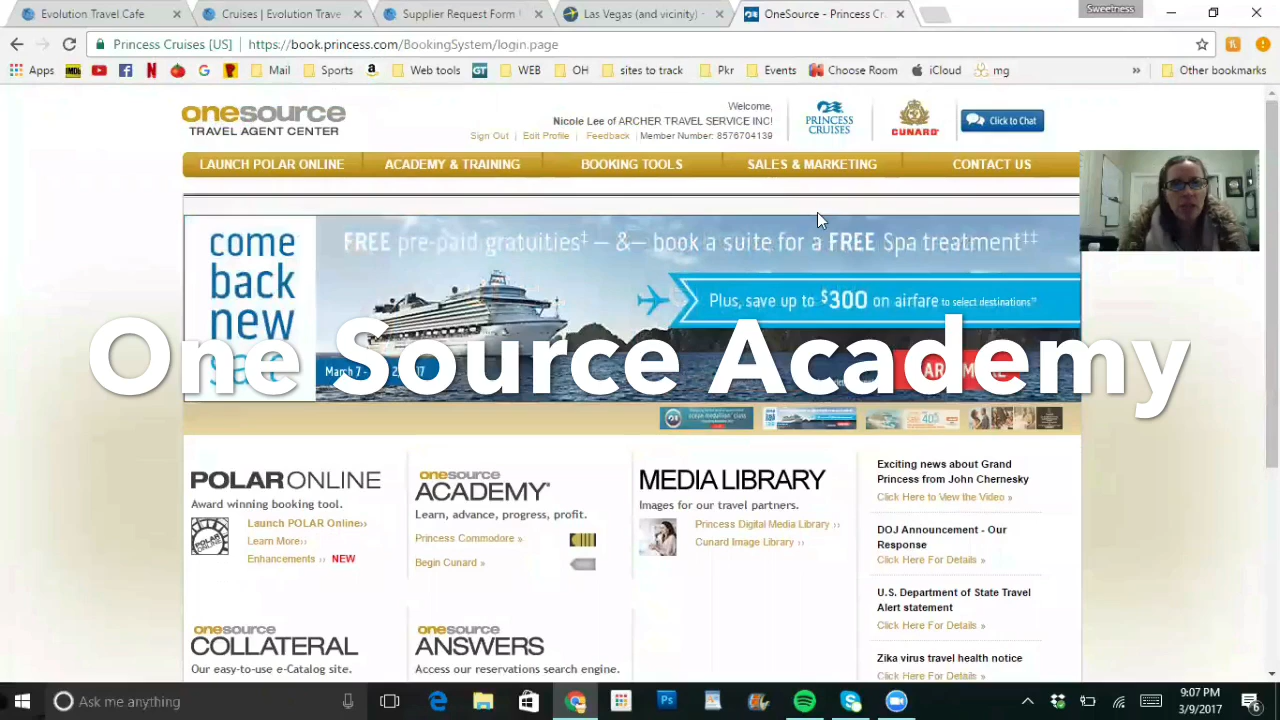 Evolution Travel Cafe
Cruises | Evolution Trave
Supplier Request Form
Las Vegas (and vicinity) -
OneSource - Princess Cr
Sweetness
Princess Cruises [US]
https://book.princess.com/BookingSystem/login.page
Apps
Mail
Sports
Web tools
GT
WEB
OH
sites to track
Pkr
Events
Choose Room
iCloud
mg
»
Other bookmarks
onesource
TRAVEL AGENT CENTER
Welcome,
Nicole Lee of ARCHER TRAVEL SERVICE INC!
Sign Out | Edit Profile | Feedback | Member Number: 8576704139
PRINCESS
CRUISES
CUNARD
Click to Chat
LAUNCH POLAR ONLINE
ACADEMY & TRAINING
BOOKING TOOLS
SALES & MARKETING
CONTACT US
come
back
new
FREE pre-paid gratuities‡ — &— book a suite for a FREE Spa treatment‡‡
Plus, save up to $300 on airfare to select destinations
One Source Academy
POLAR ONLINE
Award winning booking tool.
Launch POLAR Online››
Learn More››
Enhancements ›› NEW
onesource
ACADEMY
Learn, advance, progress, profit.
Princess Commodore »
Begin Cunard »
MEDIA LIBRARY
Images for our travel partners.
Princess Digital Media Library ››
Cunard Image Library ››
Exciting news about Grand
Princess from John Chernesky
Click Here to View the Video »
DOJ Announcement - Our
Response
Click Here For Details »
U.S. Department of State Travel
Alert statement
Click Here For Details »
Zika virus travel health notice
Click Here For Details »
onesource
COLLATERAL
Our easy-to-use e-Catalog site.
onesource
ANSWERS
Access our reservations search engine.
Ask me anything
9:07 PM
3/9/2017
6